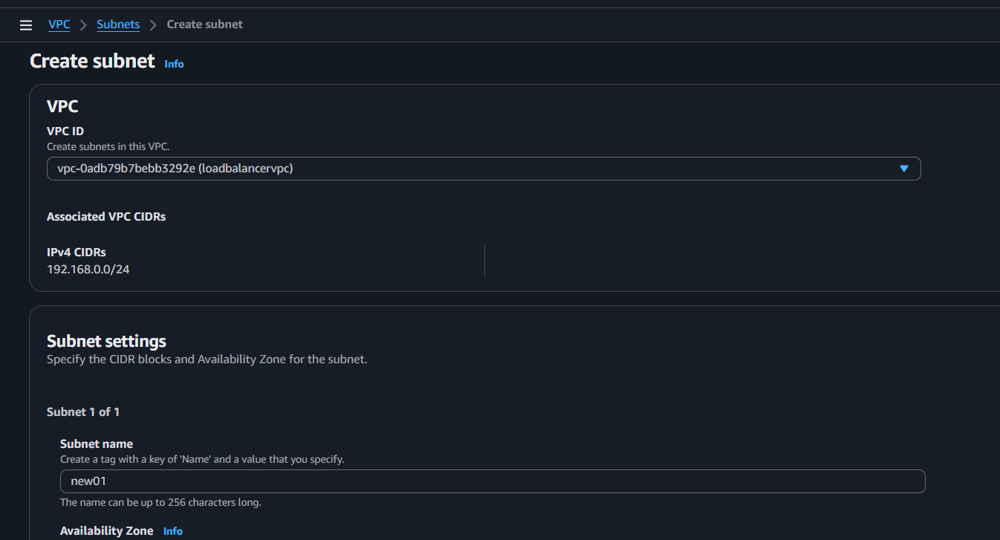 VPC > Subnets > Create subnet
Create subnet Info
VPC
VPC ID
Create subnets in this VPC.
vpc-0adb79b7bebb3292e (loadbalancervpc)
Associated VPC CIDRs
IPv4 CIDRs
192.168.0.0/24
Subnet settings
Specify the CIDR blocks and Availability Zone for the subnet.
Subnet 1 of 1
Subnet name
Create a tag with a key of 'Name' and a value that you specify.
new01
The name can be up to 256 characters long.
Availability Zone Info